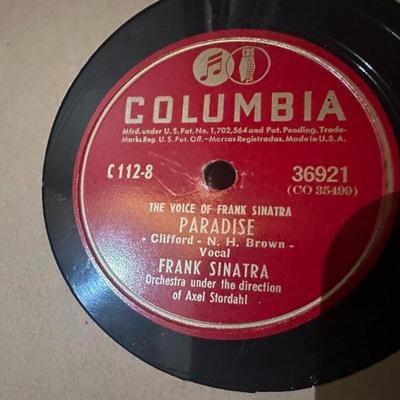 CBS
COLUMBIA
Mfrd. under U.S. Pat. No. 1,702,564 and Pat. Pending. Trade-
Marks Reg. U.S. Pat. Off.—Marcas Registradas. Made in U.S.A.
C 112-8
36921
(CO 35499)
THE VOICE OF FRANK SINATRA
PARADISE
- Clifford - N. H. Brown -
Vocal
FRANK SINATRA
Orchestra under the direction
of Axel Stordahl